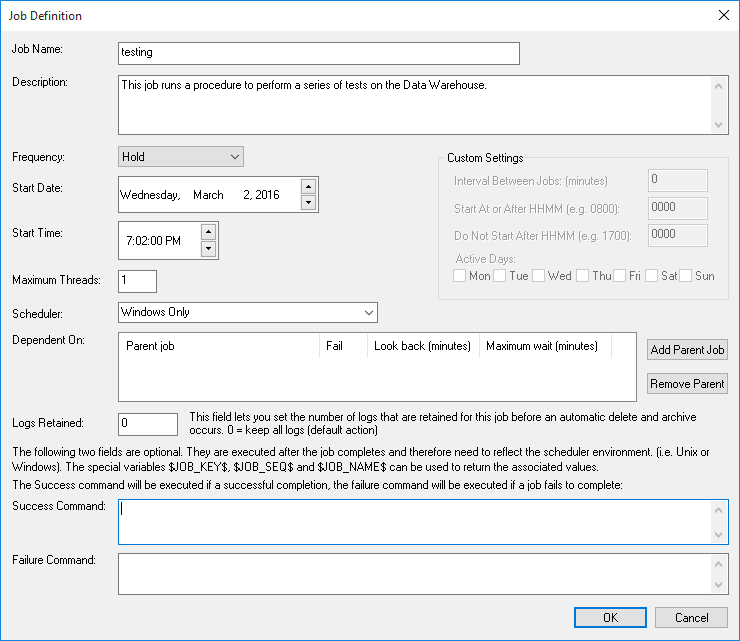 Job Definition
Job Name:
testing
Description:
This job runs a procedure to perform a series of tests on the Data Warehouse.
Frequency:
Hold
Start Date:
Wednesday, March 2, 2016
Start Time:
7:02:00 PM
Maximum Threads:
1
Scheduler:
Windows Only
Custom Settings
Interval Between Jobs: (minutes)
0
Start At or After HHMM (e.g. 0800):
0000
Do Not Start After HHMM (e.g. 1700):
0000
Active Days:
Mon Tue Wed Thu Fri Sat Sun
Dependent On:
Parent job Fail Look back (minutes) Maximum wait (minutes)
Add Parent Job
Remove Parent
Logs Retained:
0
This field lets you set the number of logs that are retained for this job before an automatic delete and archive
occurs. 0 = keep all logs (default action)
The following two fields are optional. They are executed after the job completes and therefore need to reflect the scheduler environment. (i.e. Unix or
Windows). The special variables $JOB_KEY$, $JOB_SEQ$ and $JOB_NAME$ can be used to return the associated values.
The Success command will be executed if a successful completion, the failure command will be executed if a job fails to complete:
Success Command:
Failure Command:
OK Cancel